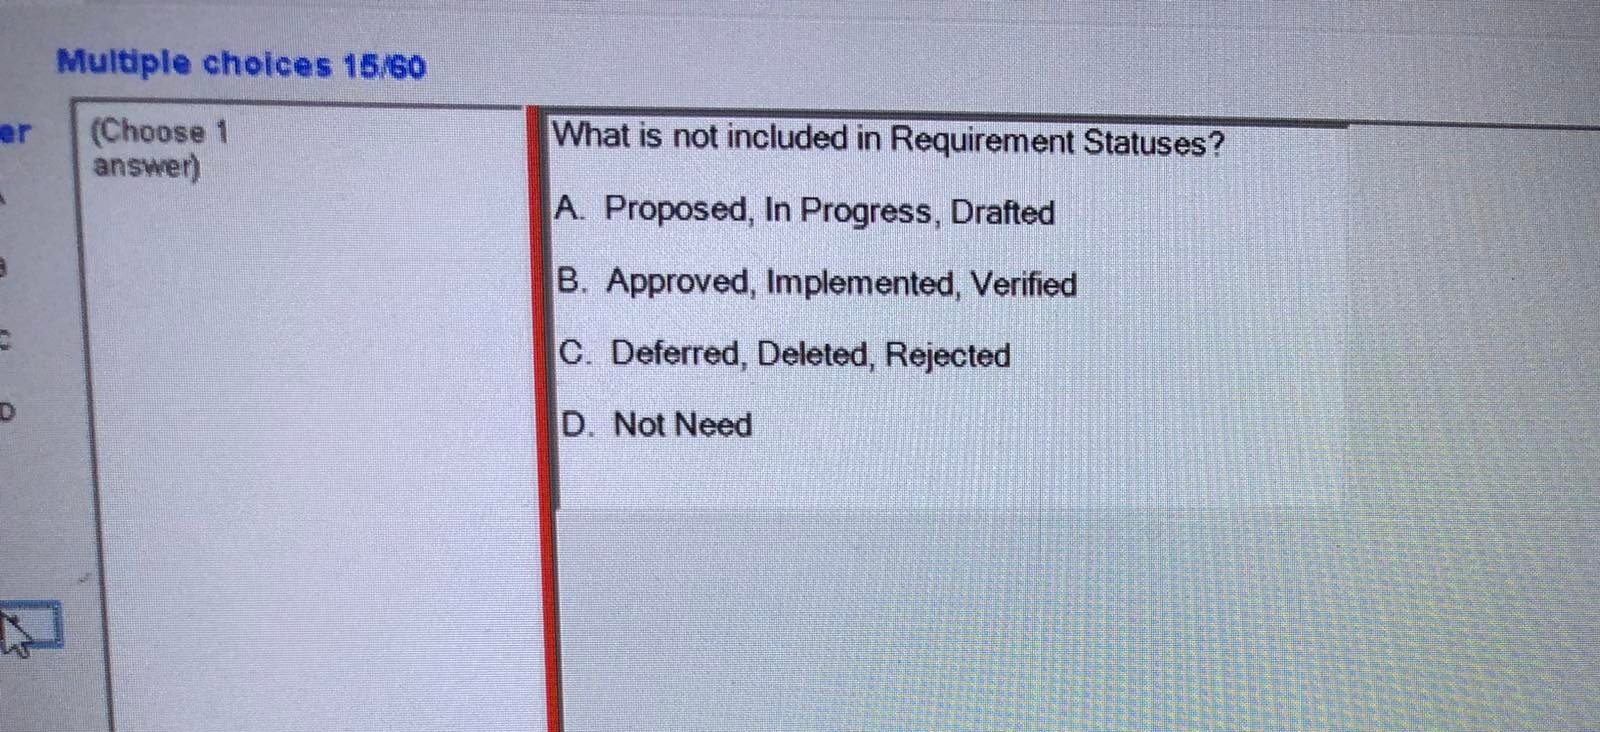 Multiple choices 15/60
er
(Choose 1
answer)
What is not included in Requirement Statuses?
A. Proposed, In Progress, Drafted
B. Approved, Implemented, Verified
C. Deferred, Deleted, Rejected
D. Not Need
D